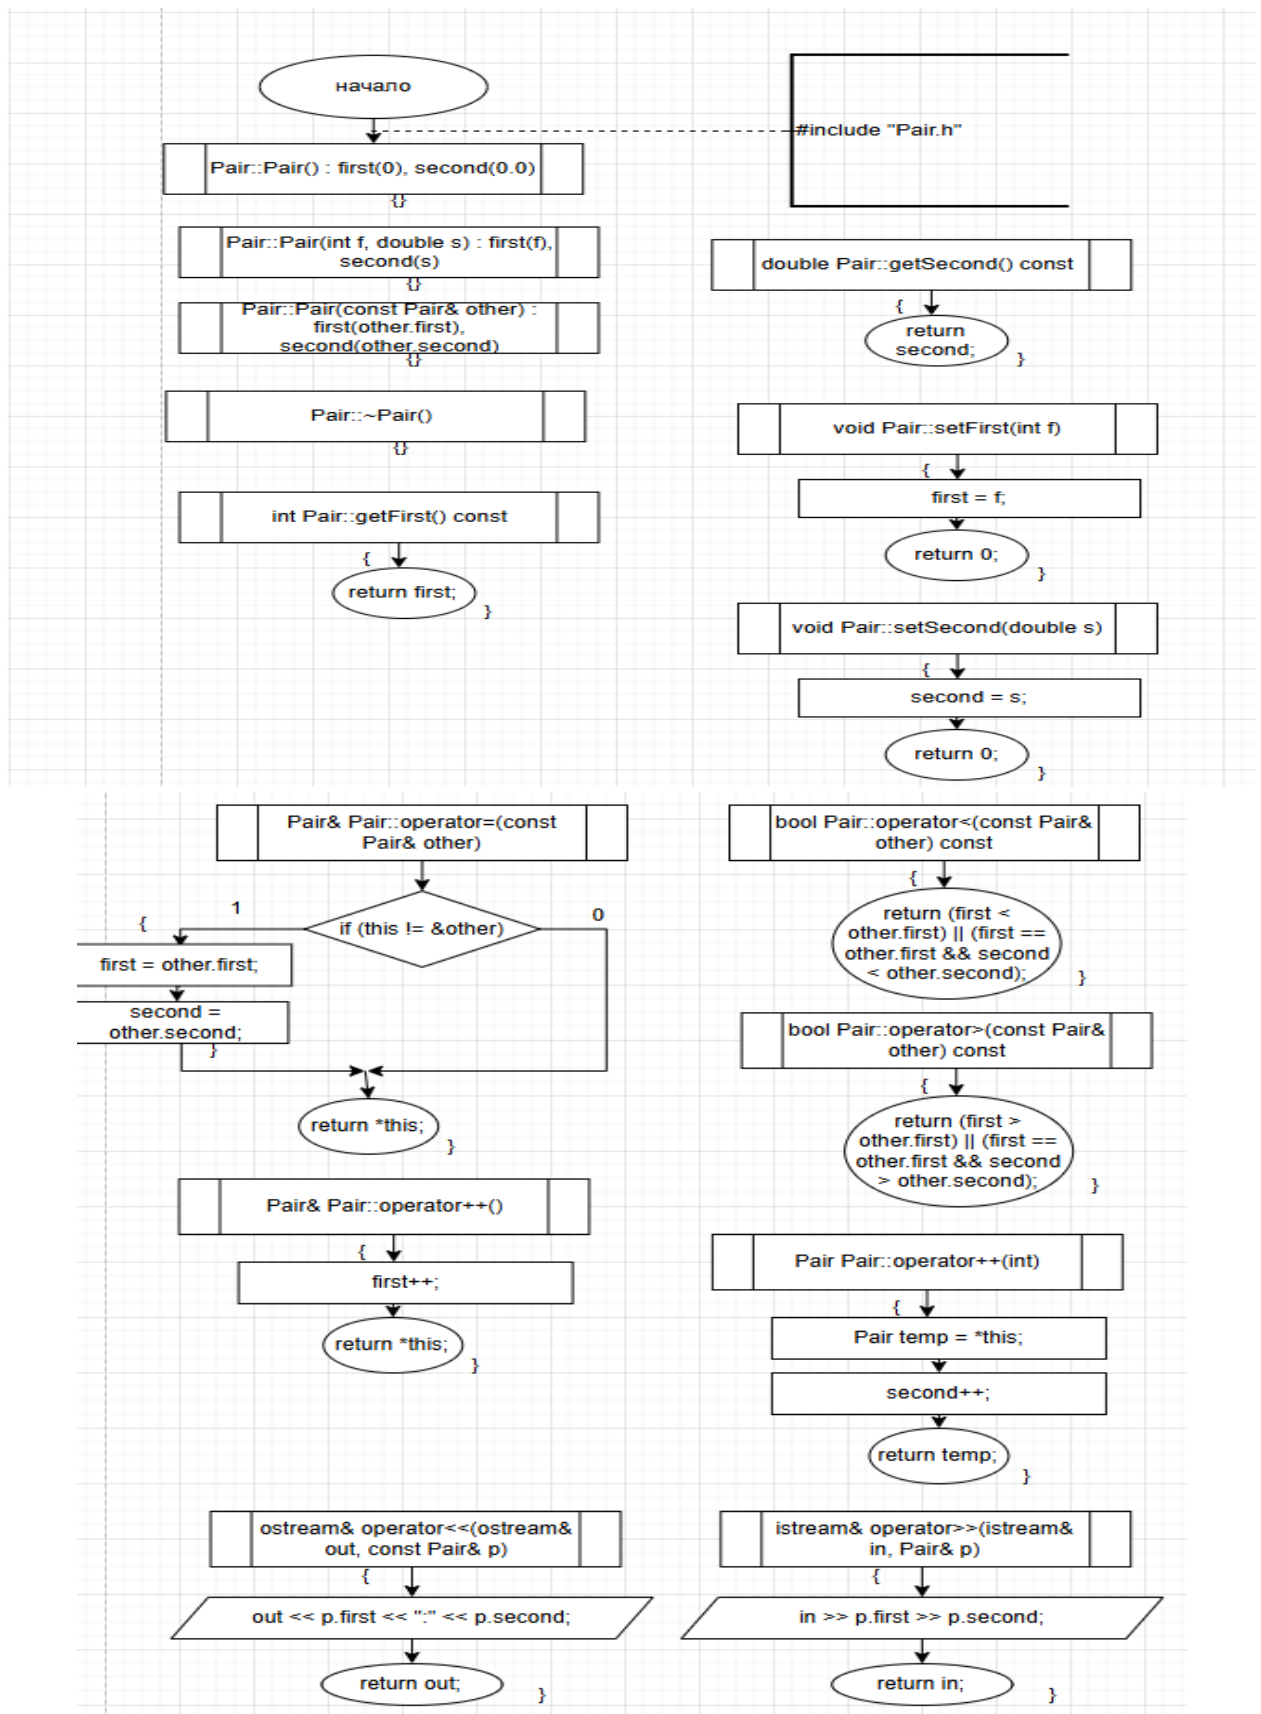 начало
#include "Pair.h"
Pair::Pair() : first(0), second(0.0)
{}
Pair::Pair(int f, double s) : first(f),
second(s)
{}
Pair::Pair(const Pair& other) :
first(other.first),
second(other.second)
{}
Pair::~Pair()
{}
int Pair::getFirst() const
{
return first;
}
double Pair::getSecond() const
{
return
second;
}
void Pair::setFirst(int f)
{
first = f;
return 0;
}
void Pair::setSecond(double s)
{
second = s;
return 0;
}
Pair& Pair::operator=(const
Pair& other)
if (this != &other)
1
0
{
first = other.first;
second =
other.second;
}
return *this;
}
bool Pair::operator<(const Pair&
other) const
{
return (first <
other.first) || (first ==
other.first && second
< other.second);
}
bool Pair::operator>(const Pair&
other) const
{
return (first >
other.first) || (first ==
other.first && second
> other.second);
}
Pair& Pair::operator++()
{
first++;
return *this;
}
Pair Pair::operator++(int)
{
Pair temp = *this;
second++;
return temp;
}
ostream& operator<<(ostream&
out, const Pair& p)
{
out << p.first << ":" << p.second;
return out;
}
istream& operator>>(istream&
in, Pair& p)
{
in >> p.first >> p.second;
return in;
}